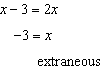 x − 3 = 2x
−3 = x
extraneous